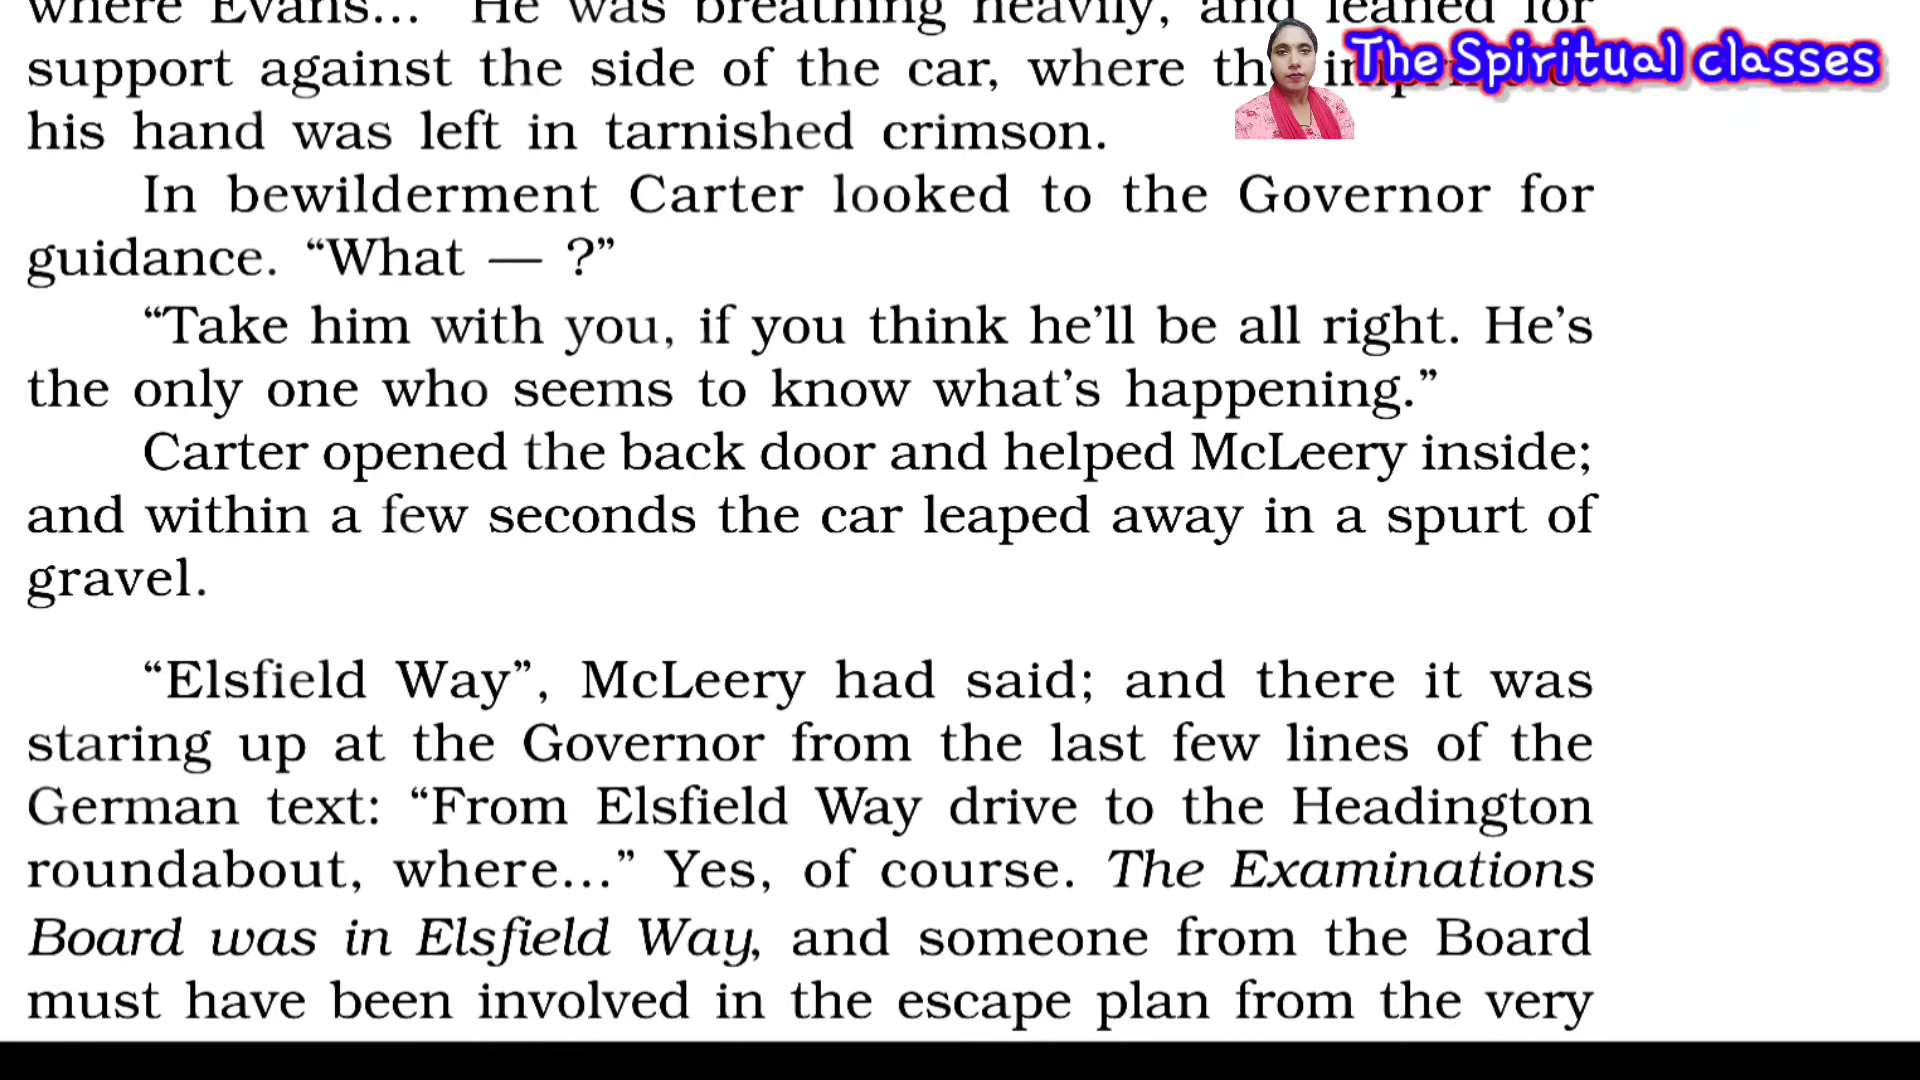 where Evans…” He was breathing heavily, and leaned for
The Spiritual classes
support against the side of the car, where
his hand was left in tarnished crimson.
In bewilderment Carter looked to the Governor for
guidance. “What — ?”
“Take him with you, if you think he’ll be all right. He’s
the only one who seems to know what’s happening.”
Carter opened the back door and helped McLeery inside;
and within a few seconds the car leaped away in a spurt of
gravel.
“Elsfield Way”, McLeery had said; and there it was
staring up at the Governor from the last few lines of the
German text: “From Elsfield Way drive to the Headington
roundabout, where…” Yes, of course. The Examinations
Board was in Elsfield Way, and someone from the Board
must have been involved in the escape plan from the very